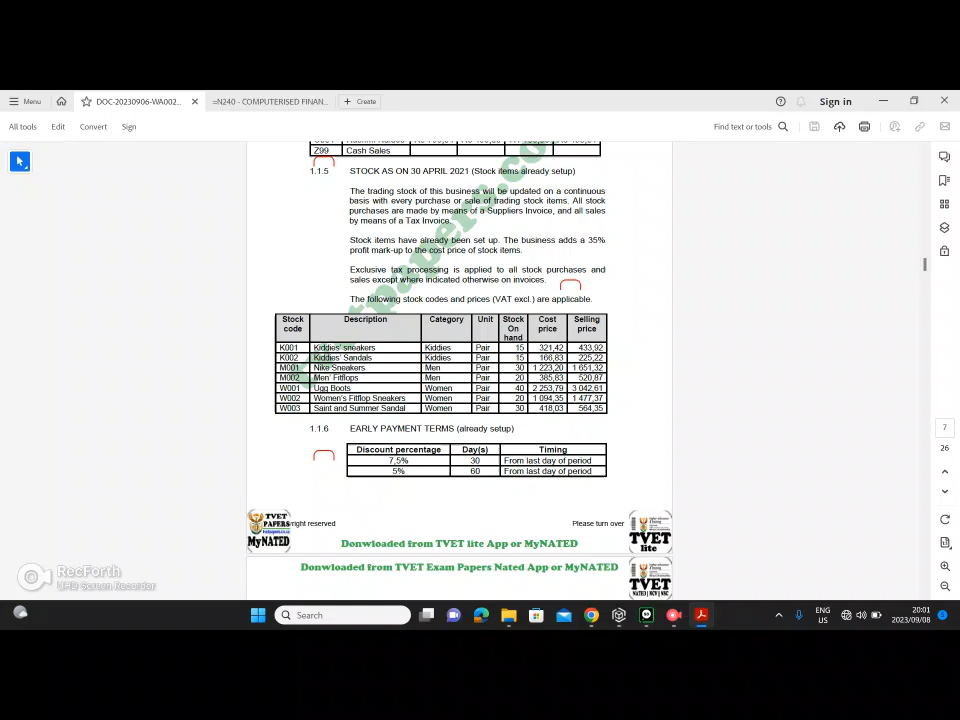 Menu
DOC-20230906-WA002...
=N240 - COMPUTERISED FINAN...
+ Create
Sign in
All tools Edit Convert Sign
Find text or tools
Z99 Cash Sales
1.1.5 STOCK AS ON 30 APRIL 2021 (Stock items already setup)
The trading stock of this business will be updated on a continuous
basis with every purchase or sale of trading stock items. All stock
purchases are made by means of a Suppliers Invoice, and all sales
by means of a Tax Invoice.
Stock items have already been set up. The business adds a 35%
profit mark-up to the cost price of stock items.
Exclusive tax processing is applied to all stock purchases and
sales except where indicated otherwise on invoices.
The following stock codes and prices (VAT excl.) are applicable.
Stock code Description Category Unit Stock On hand Cost price Selling price
K001 Kiddies' sneakers Kiddies Pair 15 321,42 433,92
K002 Kiddies' Sandals Kiddies Pair 15 166,83 225,22
M001 Nike Sneakers Men Pair 30 1 223,20 1 651,32
M002 Men' Fitflops Men Pair 20 385,83 520,87
W001 Ugg Boots Women Pair 40 2 253,79 3 042,61
W002 Women's Fitflop Sneakers Women Pair 20 1 094,35 1 477,37
W003 Saint and Summer Sandal Women Pair 30 418,03 564,35
1.1.6 EARLY PAYMENT TERMS (already setup)
Discount percentage Day(s) Timing
7,5% 30 From last day of period
5% 60 From last day of period
TVET
PAPERS
MyNATED
right reserved
Please turn over
TVET
lite
Donwloaded from TVET lite App or MyNATED
Donwloaded from TVET Exam Papers Nated App or MyNATED
TVET
7
26
RecForth
UHD Screen Recorder
Search
ENG
US
20:01
2023/09/08